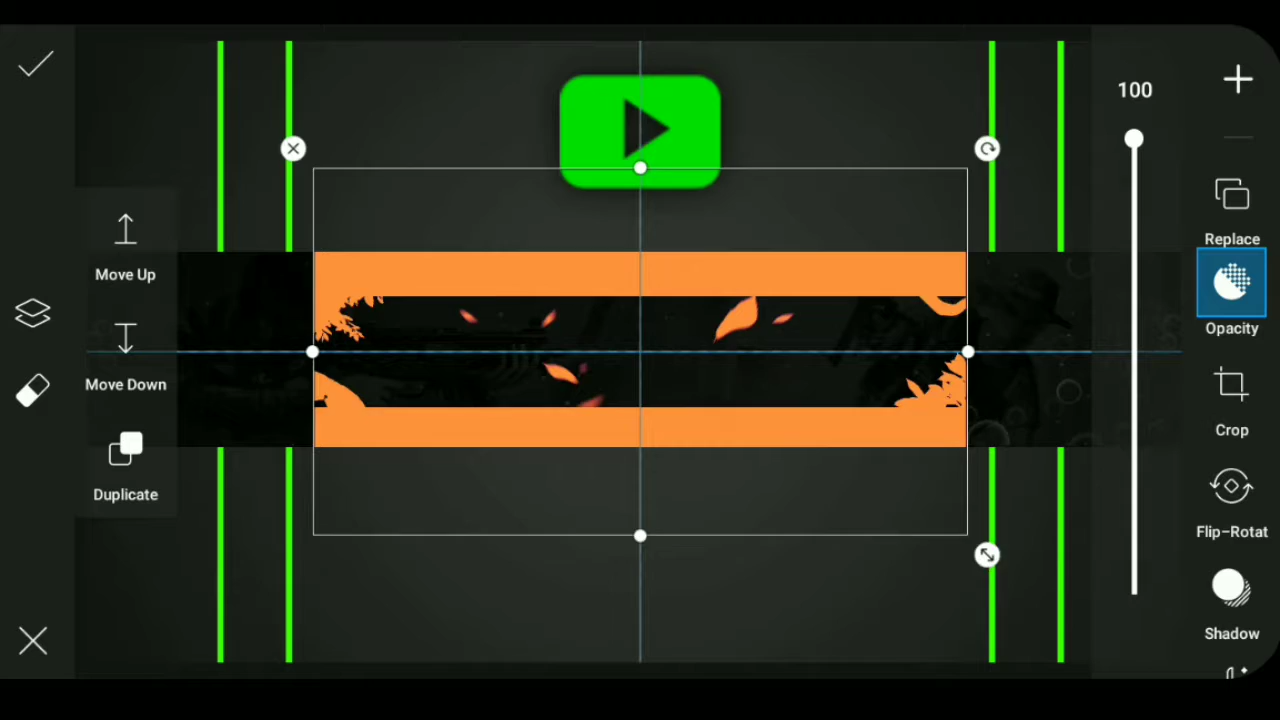 100
Move Up
Move Down
Duplicate
Replace
Opacity
Crop
Flip-Rotat
Shadow